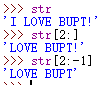 >>> str
'I LOVE BUPT!'
>>> str[2:]
'LOVE BUPT!'
>>> str[2:-1]
'LOVE BUPT'
>>>